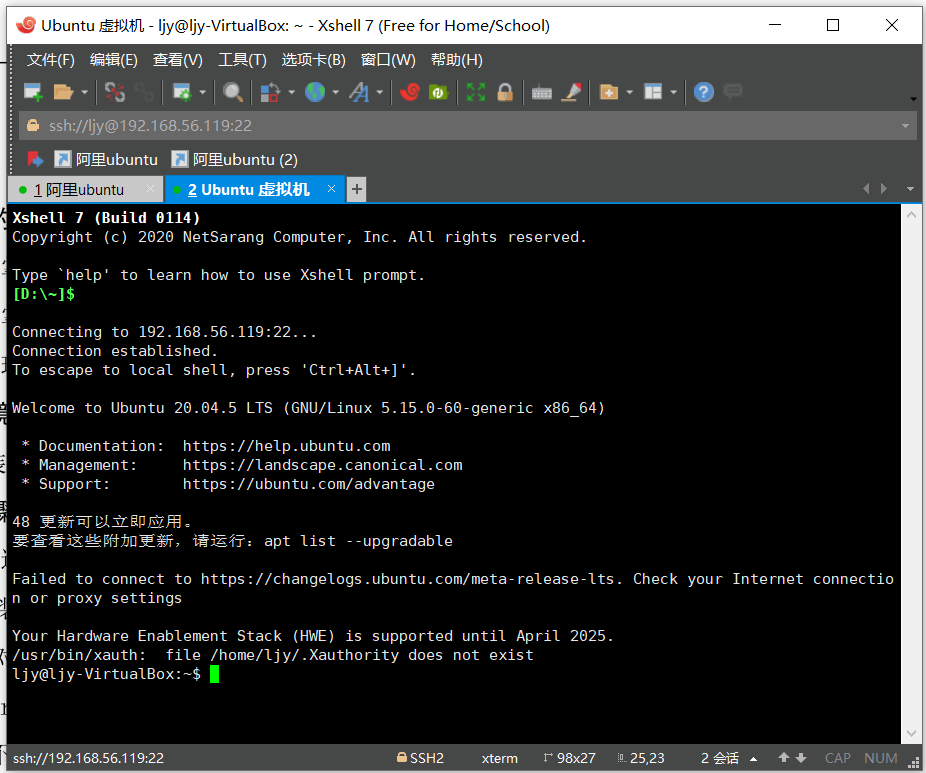 Ubuntu 虚拟机 - ljy@ljy-VirtualBox: ~ - Xshell 7 (Free for Home/School)
文件(F) 编辑(E) 查看(V) 工具(T) 选项卡(B) 窗口(W) 帮助(H)
ssh://ljy@192.168.56.119:22
阿里ubuntu 阿里ubuntu (2)
1 阿里ubuntu × 2 Ubuntu 虚拟机 × +
Xshell 7 (Build 0114)
Copyright (c) 2020 NetSarang Computer, Inc. All rights reserved.
Type `help' to learn how to use Xshell prompt.
[D:\~]$
Connecting to 192.168.56.119:22...
Connection established.
To escape to local shell, press 'Ctrl+Alt+]'.
Welcome to Ubuntu 20.04.5 LTS (GNU/Linux 5.15.0-60-generic x86_64)
* Documentation:  https://help.ubuntu.com
* Management:     https://landscape.canonical.com
* Support:        https://ubuntu.com/advantage
48 更新可以立即应用。
要查看这些附加更新，请运行：apt list --upgradable
Failed to connect to https://changelogs.ubuntu.com/meta-release-lts. Check your Internet connectio
n or proxy settings
Your Hardware Enablement Stack (HWE) is supported until April 2025.
/usr/bin/xauth:  file /home/ljy/.Xauthority does not exist
ljy@ljy-VirtualBox:~$
ssh://192.168.56.119:22 SSH2 xterm 98x27 25,23 2 会话 CAP NUM